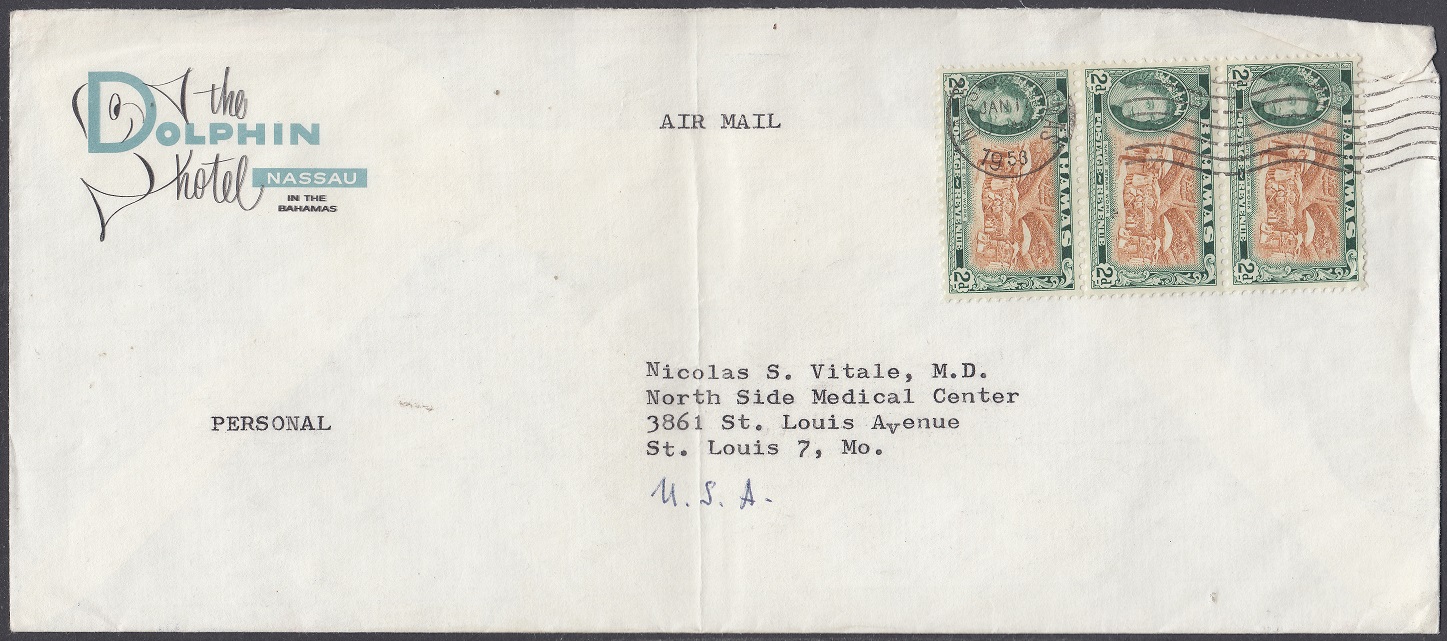 the
DOLPHIN
hotel NASSAU
IN THE
BAHAMAS
AIR MAIL
2d 2d 2d
BAHAMAS BAHAMAS BAHAMAS
POSTAGE & REVENUE POSTAGE & REVENUE POSTAGE & REVENUE
2d 2d 2d
JAN 1
1956
PERSONAL
Nicolas S. Vitale, M.D.
North Side Medical Center
3861 St. Louis Avenue
St. Louis 7, Mo.
U.S.A.